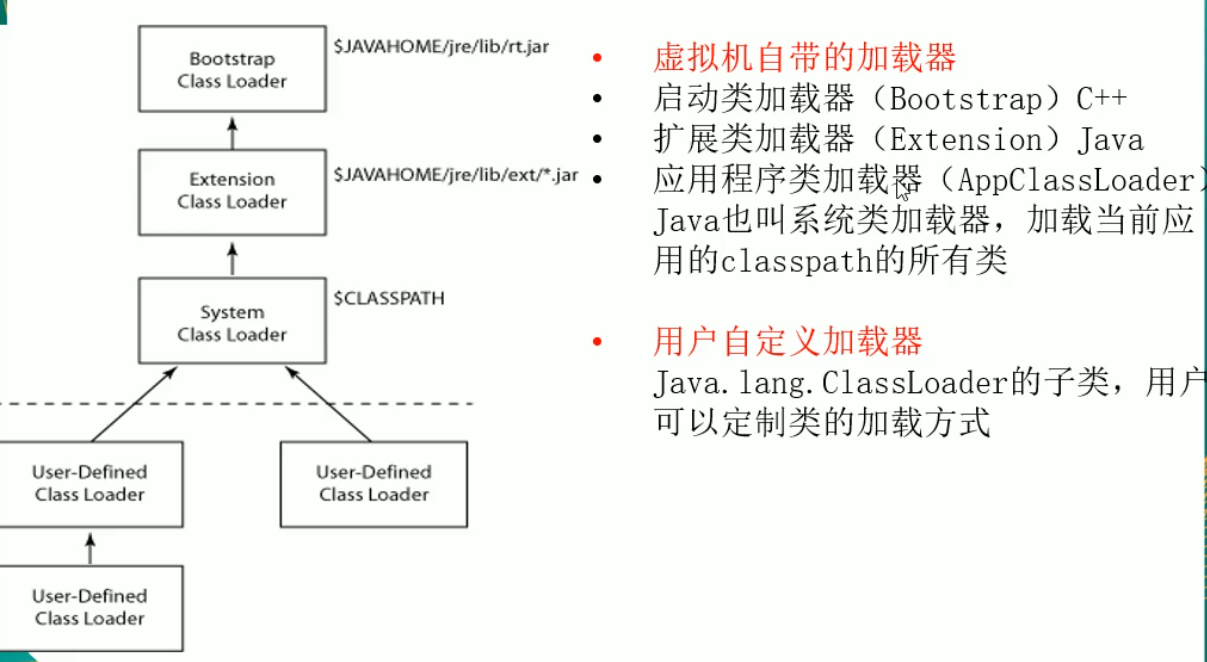 Bootstrap
Class Loader
$JAVAHOME/jre/lib/rt.jar
Extension
Class Loader
$JAVAHOME/jre/lib/ext/*.jar
System
Class Loader
$CLASSPATH
User-Defined
Class Loader
User-Defined
Class Loader
User-Defined
Class Loader
• 虚拟机自带的加载器
• 启动类加载器（Bootstrap）C++
• 扩展类加载器（Extension）Java
• 应用程序类加载器（AppClassLoader）
Java也叫系统类加载器，加载当前应
用的classpath的所有类
• 用户自定义加载器
Java.lang.ClassLoader的子类，用户
可以定制类的加载方式